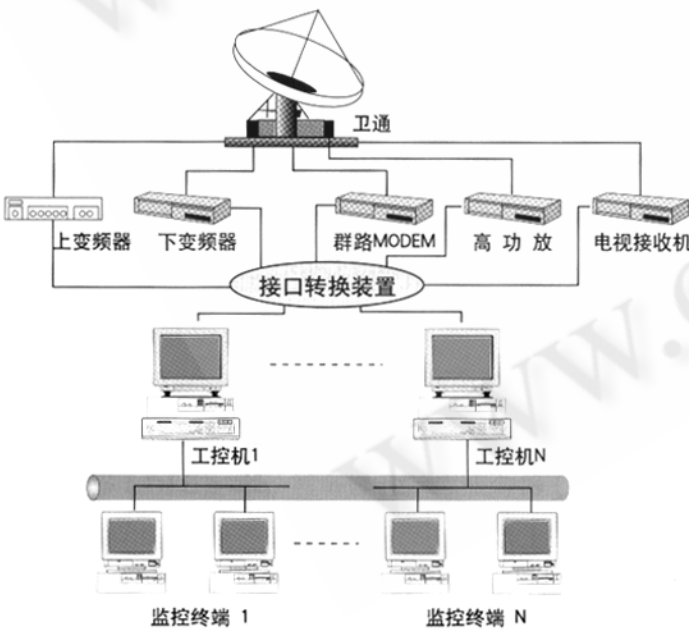 卫通
上变频器
下变频器
群路MODEM
高 功 放
电视接收机
接口转换装置
工控机1
工控机N
监控终端 1
监控终端 N